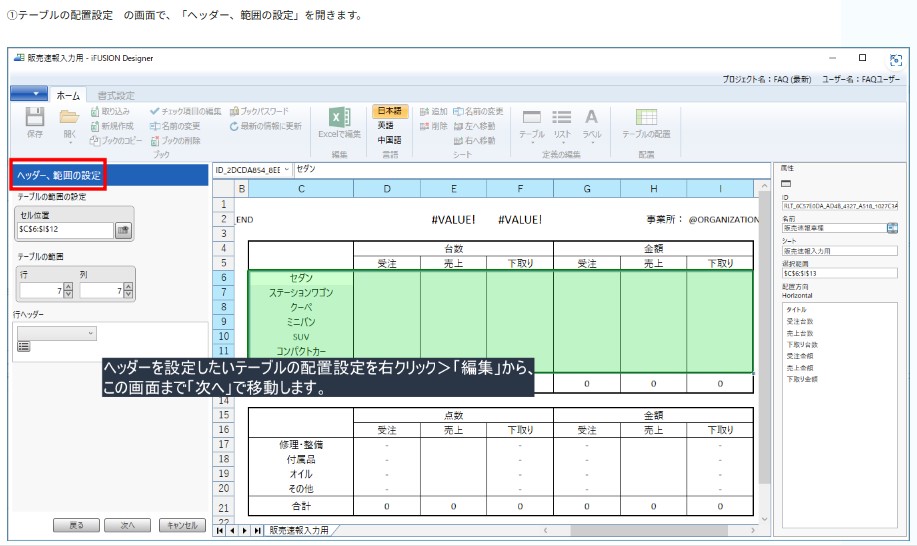 ①テーブルの配置設定　の画面で、「ヘッダー、範囲の設定」を開きます。
販売速報入力用 - iFUSION Designer
プロジェクト名：FAQ (最新)　ユーザー名：FAQユーザー
ホーム　書式設定
保存　開く
取り込み　チェック項目の編集　ブックパスワード
新規作成　名前の変更　最新の情報に更新
ブックのコピー　ブックの削除
ブック
Excelで編集
編集
日本語
英語
中国語
言語
追加　名前の変更
削除　左へ移動
右へ移動
シート
テーブル　リスト　ラベル
定義の編集
テーブルの配置
配置
ヘッダー、範囲の設定
テーブルの範囲の設定
セル位置
$C$6:$I$12
テーブルの範囲
行　列
7　7
行ヘッダー
戻る　次へ　キャンセル
セダン
B　C　D　E　F　G　H　I
1
2　END　#VALUE!　#VALUE!　事業所：　@ORGANIZATION
3
4　台数　金額
5　受注　売上　下取り　受注　売上　下取り
6　セダン
7　ステーションワゴン
8　クーペ
9　ミニバン
10　SUV
11　コンパクトカー
ヘッダーを設定したいテーブルの配置設定を右クリック＞「編集」から、
この画面まで「次へ」で移動します。
0　0　0
14
15　点数　金額
16　受注　売上　下取り　受注　売上　下取り
17　修理・整備　-　-　-　-
18　付属品　-　-　-　-
19　オイル　-　-　-　-
20　その他　-　-　-　-
21　合計　0　0　0　0　0　0
22
販売速報入力用
属性
ID
名前
販売速報車種
シート
販売速報入力用
選択範囲
$C$6:$I$13
配置方向
Horizontal
タイトル
受注台数
売上台数
下取り台数
受注金額
売上金額
下取り金額